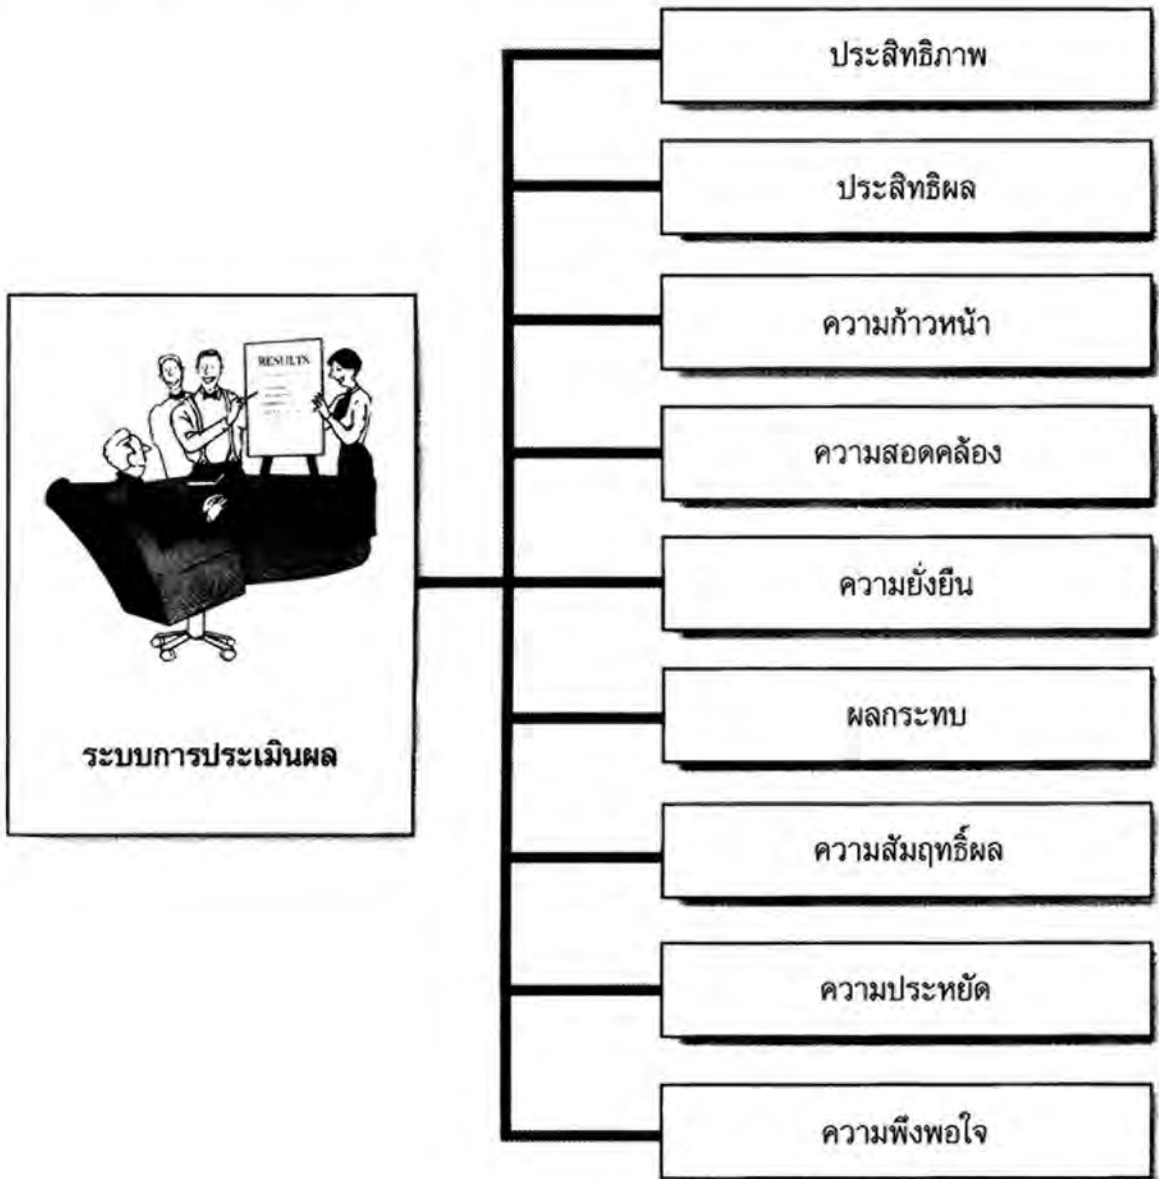 ประสิทธิภาพ
ประสิทธิผล
ความก้าวหน้า
ความสอดคล้อง
ความยั่งยืน
ผลกระทบ
ความสัมฤทธิ์ผล
ความประหยัด
ความพึงพอใจ
RESULTS
ระบบการประเมินผล